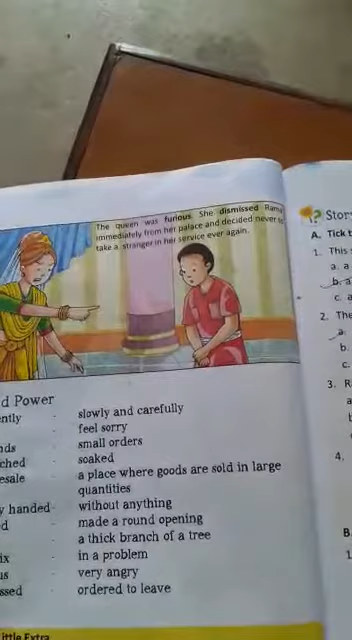 The queen was furious. She dismissed Ramu
immediately from her palace and decided never to
take a stranger in her service ever again.
d Power
ently - slowly and carefully
- feel sorry
nds - small orders
ched - soaked
esale - a place where goods are sold in large
quantities
y handed - without anything
d - made a round opening
- a thick branch of a tree
ix - in a problem
us - very angry
ssed - ordered to leave
ittle Extra
? Story
A. Tick t
1. This s
a. a
b. a
c. a
2. The
a.
b.
c.
3. R
a
b
4.
B.
1.